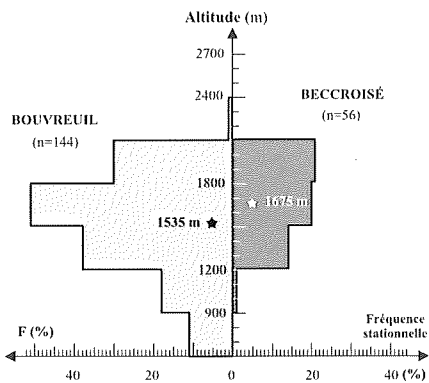 Altitude (m)
2700
2400
BECCROISÉ
(n=56)
BOUVREUIL
(n=144)
1800
1675 m
1535 m
1200
900
F (%)
Fréquence
stationnelle
40 20 0 20 40 (%)